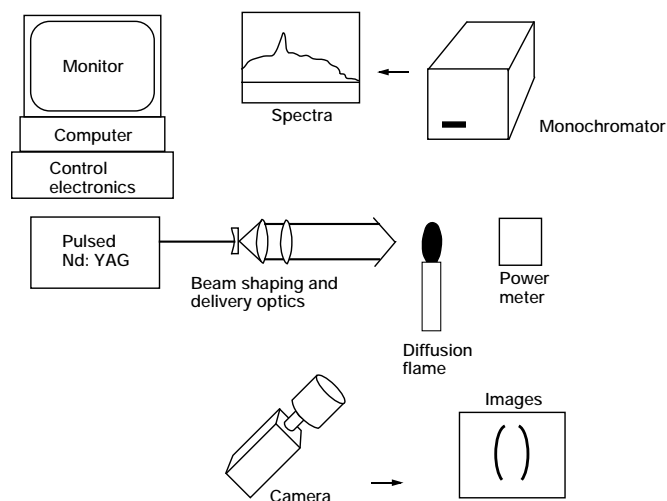 Monitor
Computer
Control
electronics
Spectra
Monochromator
Pulsed
Nd: YAG
Beam shaping and
delivery optics
Power
meter
Diffusion
flame
Camera
Images